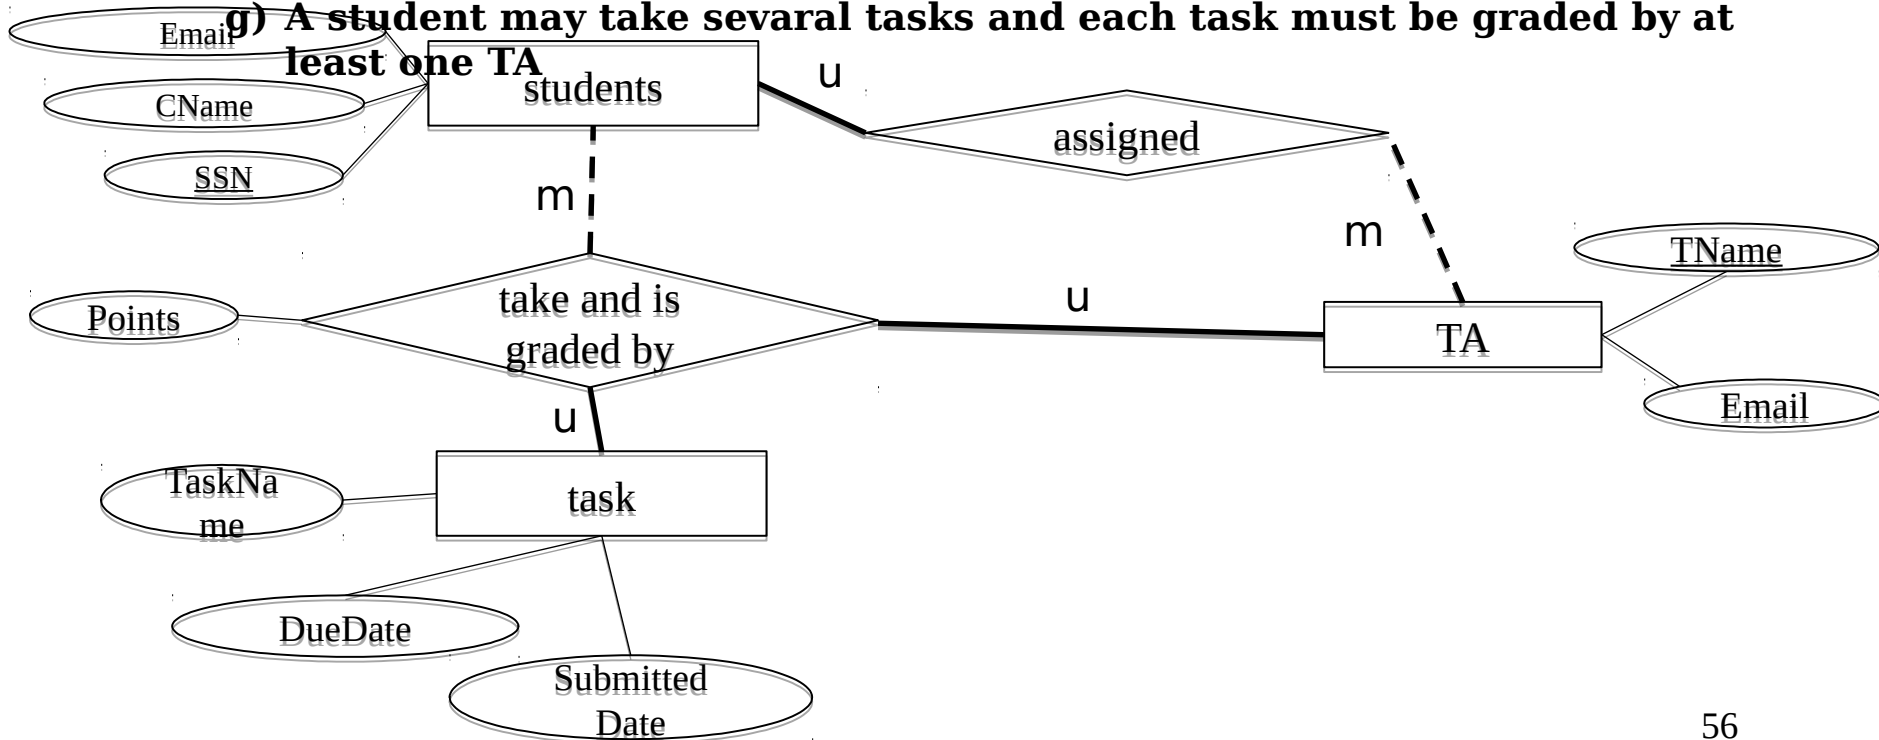 g) A student may take sevaral tasks and each task must be graded by at
least one TA
Email
students
u
CName
assigned
SSN
m
m
TName
take and is
graded by
Points
u
TA
Email
u
TaskNa
me
task
DueDate
Submitted
Date
56